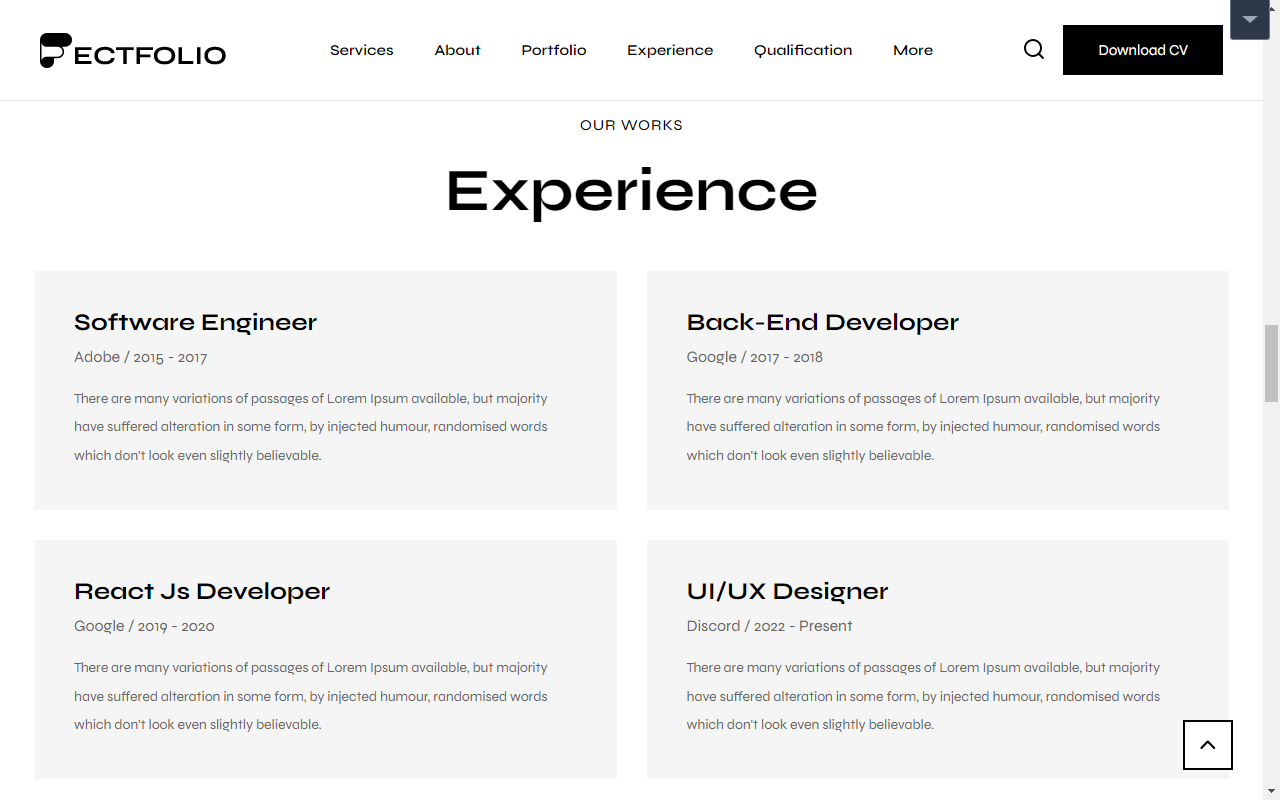 PECTFOLIO
Services About Portfolio Experience Qualification More
Download CV
OUR WORKS
Experience
Software Engineer
Adobe / 2015 - 2017
There are many variations of passages of Lorem Ipsum available, but majority
have suffered alteration in some form, by injected humour, randomised words
which don't look even slightly believable.
Back-End Developer
Google / 2017 - 2018
There are many variations of passages of Lorem Ipsum available, but majority
have suffered alteration in some form, by injected humour, randomised words
which don't look even slightly believable.
React Js Developer
Google / 2019 - 2020
There are many variations of passages of Lorem Ipsum available, but majority
have suffered alteration in some form, by injected humour, randomised words
which don't look even slightly believable.
UI/UX Designer
Discord / 2022 - Present
There are many variations of passages of Lorem Ipsum available, but majority
have suffered alteration in some form, by injected humour, randomised words
which don't look even slightly believable.